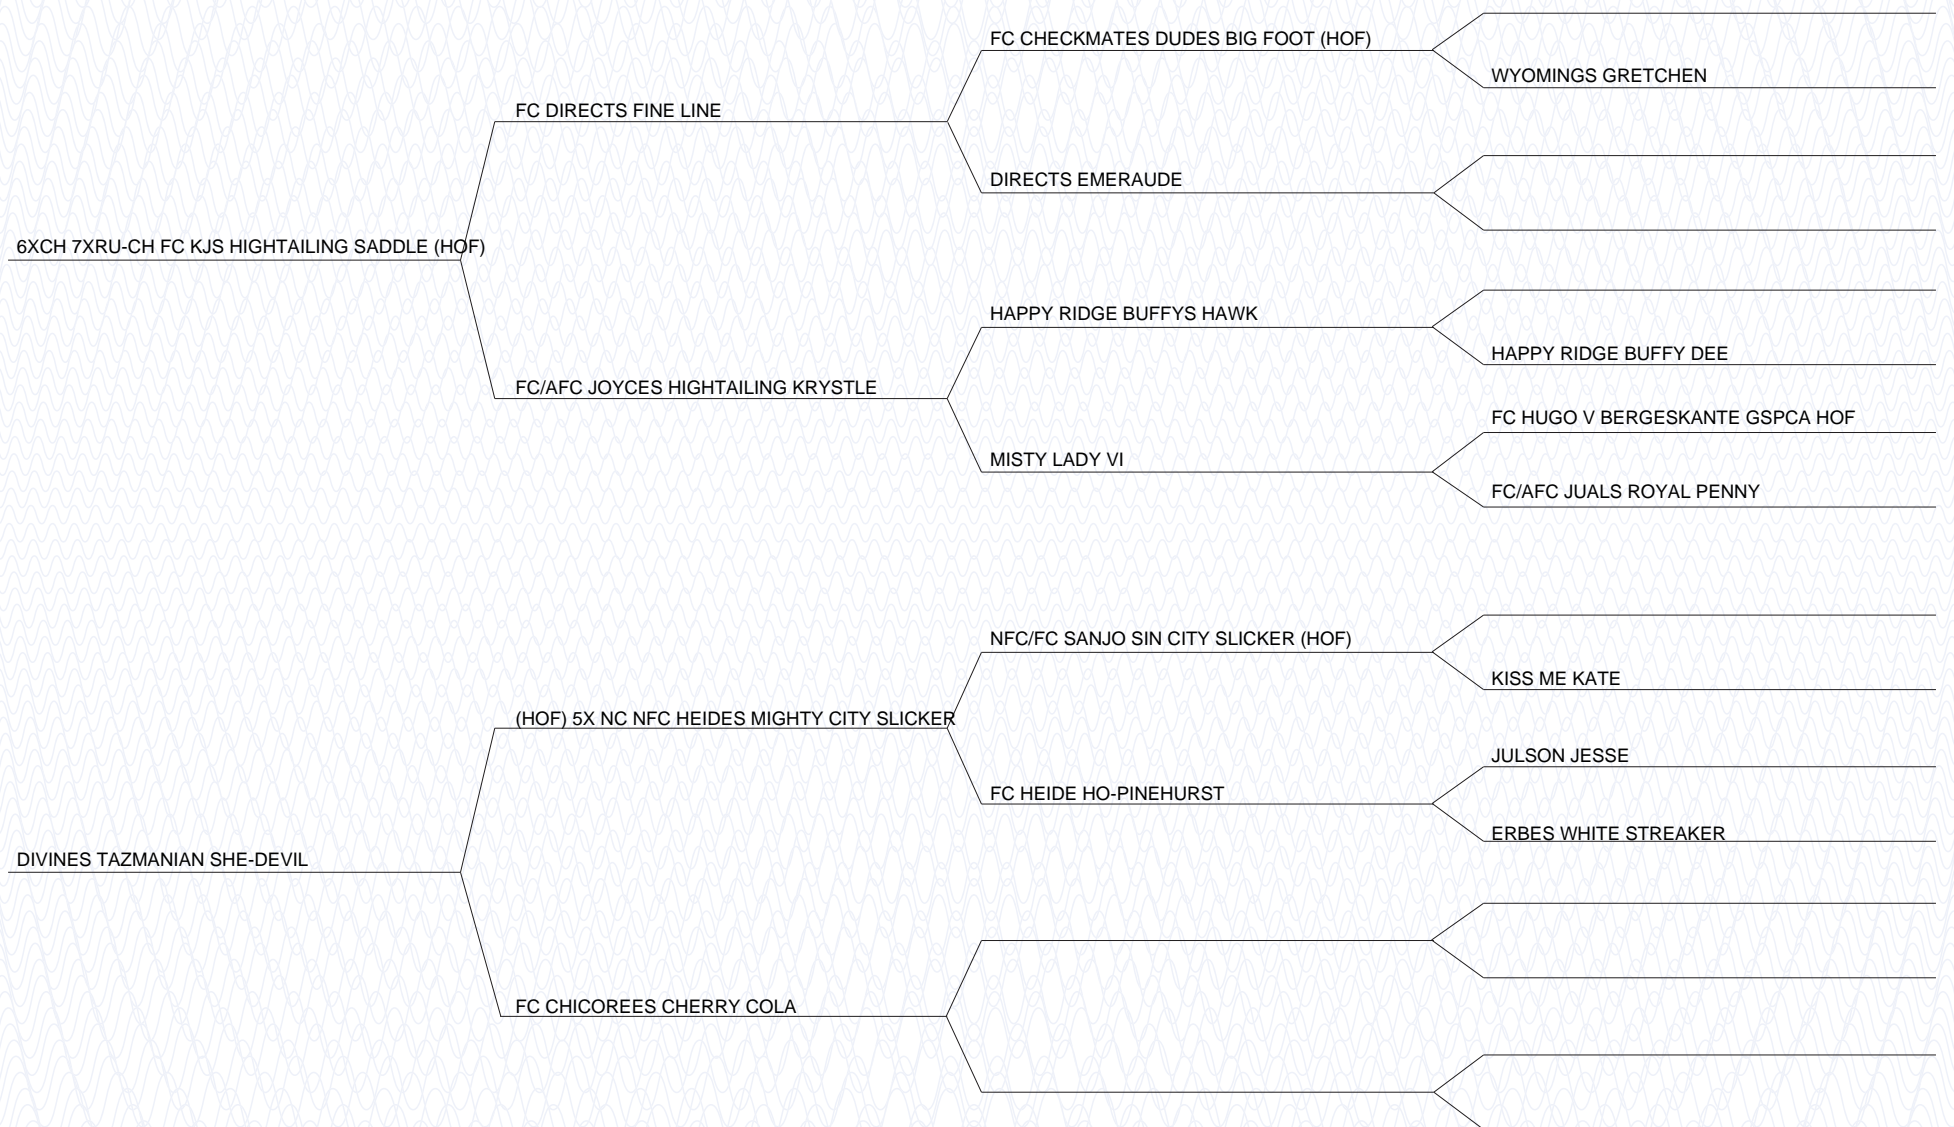 FC CHECKMATES DUDES BIG FOOT (HOF)
WYOMINGS GRETCHEN
FC DIRECTS FINE LINE
DIRECTS EMERAUDE
6XCH 7XRU-CH FC KJS HIGHTAILING SADDLE (HOF)
HAPPY RIDGE BUFFYS HAWK
HAPPY RIDGE BUFFY DEE
FC/AFC JOYCES HIGHTAILING KRYSTLE
FC HUGO V BERGESKANTE GSPCA HOF
MISTY LADY VI
FC/AFC JUALS ROYAL PENNY
NFC/FC SANJO SIN CITY SLICKER (HOF)
KISS ME KATE
(HOF) 5X NC NFC HEIDES MIGHTY CITY SLICKER
JULSON JESSE
FC HEIDE HO-PINEHURST
ERBES WHITE STREAKER
DIVINES TAZMANIAN SHE-DEVIL
FC CHICOREES CHERRY COLA